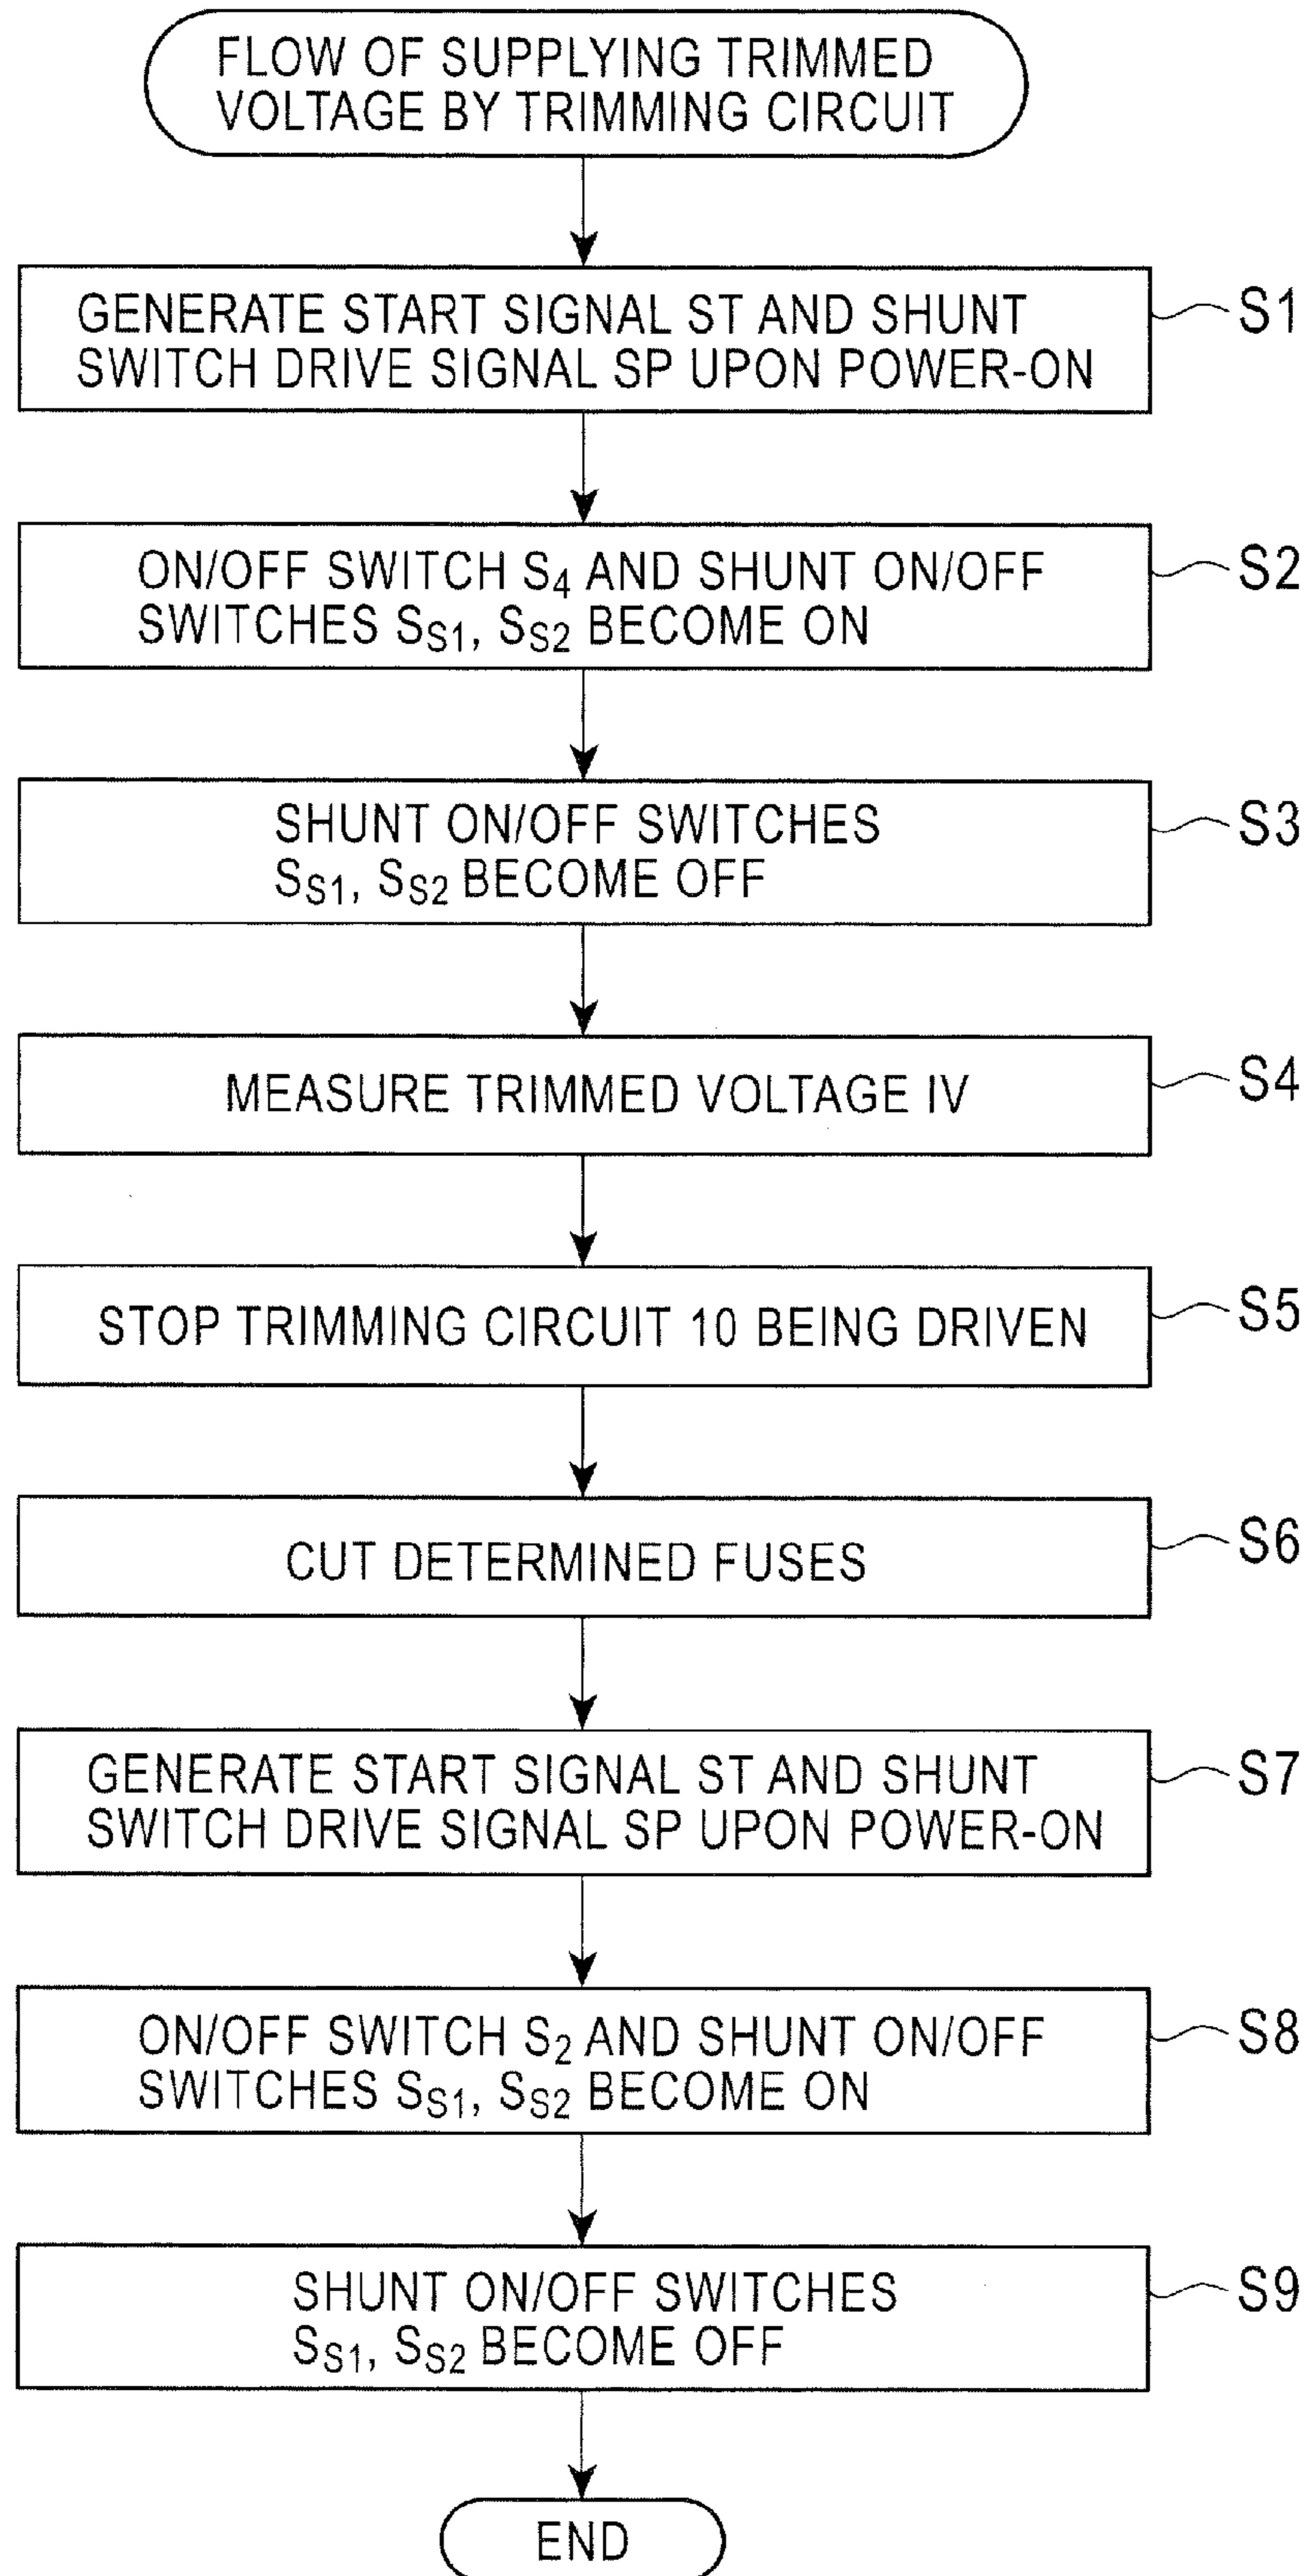 FLOW OF SUPPLYING TRIMMED
VOLTAGE BY TRIMMING CIRCUIT
GENERATE START SIGNAL ST AND SHUNT
SWITCH DRIVE SIGNAL SP UPON POWER-ON
S1
ON/OFF SWITCH S4 AND SHUNT ON/OFF
SWITCHES SS1, SS2 BECOME ON
S2
SHUNT ON/OFF SWITCHES
SS1, SS2 BECOME OFF
S3
MEASURE TRIMMED VOLTAGE IV
S4
STOP TRIMMING CIRCUIT 10 BEING DRIVEN
S5
CUT DETERMINED FUSES
S6
GENERATE START SIGNAL ST AND SHUNT
SWITCH DRIVE SIGNAL SP UPON POWER-ON
S7
ON/OFF SWITCH S2 AND SHUNT ON/OFF
SWITCHES SS1, SS2 BECOME ON
S8
SHUNT ON/OFF SWITCHES
SS1, SS2 BECOME OFF
S9
END